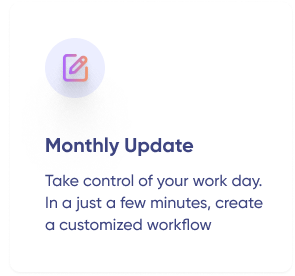 Monthly Update
Take control of your work day.
In a just a few minutes, create
a customized workflow